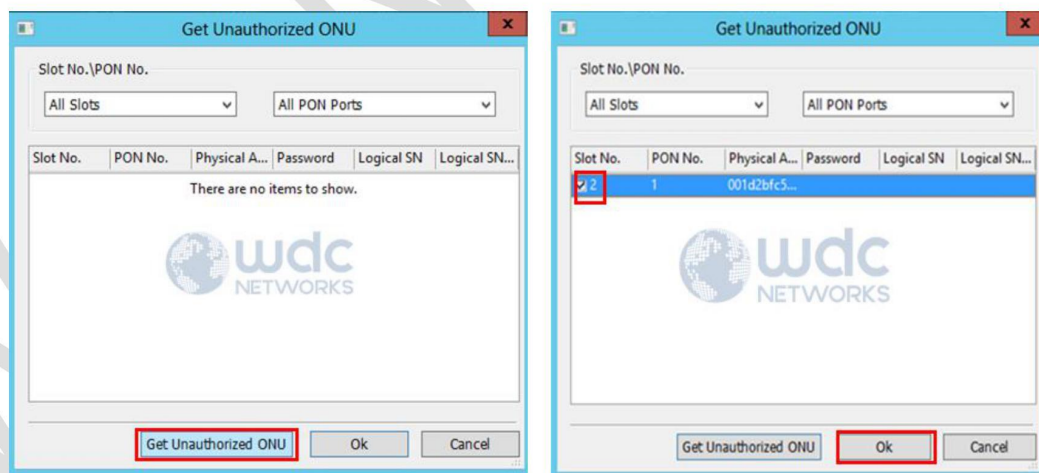 Get Unauthorized ONU
x
Slot No.\PON No.
All Slots
All PON Ports
Slot No. PON No. Physical A... Password Logical SN Logical SN...
There are no items to show.
wdc
NETWORKS
Get Unauthorized ONU Ok Cancel
Get Unauthorized ONU
x
Slot No.\PON No.
All Slots
All PON Ports
Slot No. PON No. Physical A... Password Logical SN Logical SN...
2 1 001d2bfc5...
wdc
NETWORKS
Get Unauthorized ONU Ok Cancel